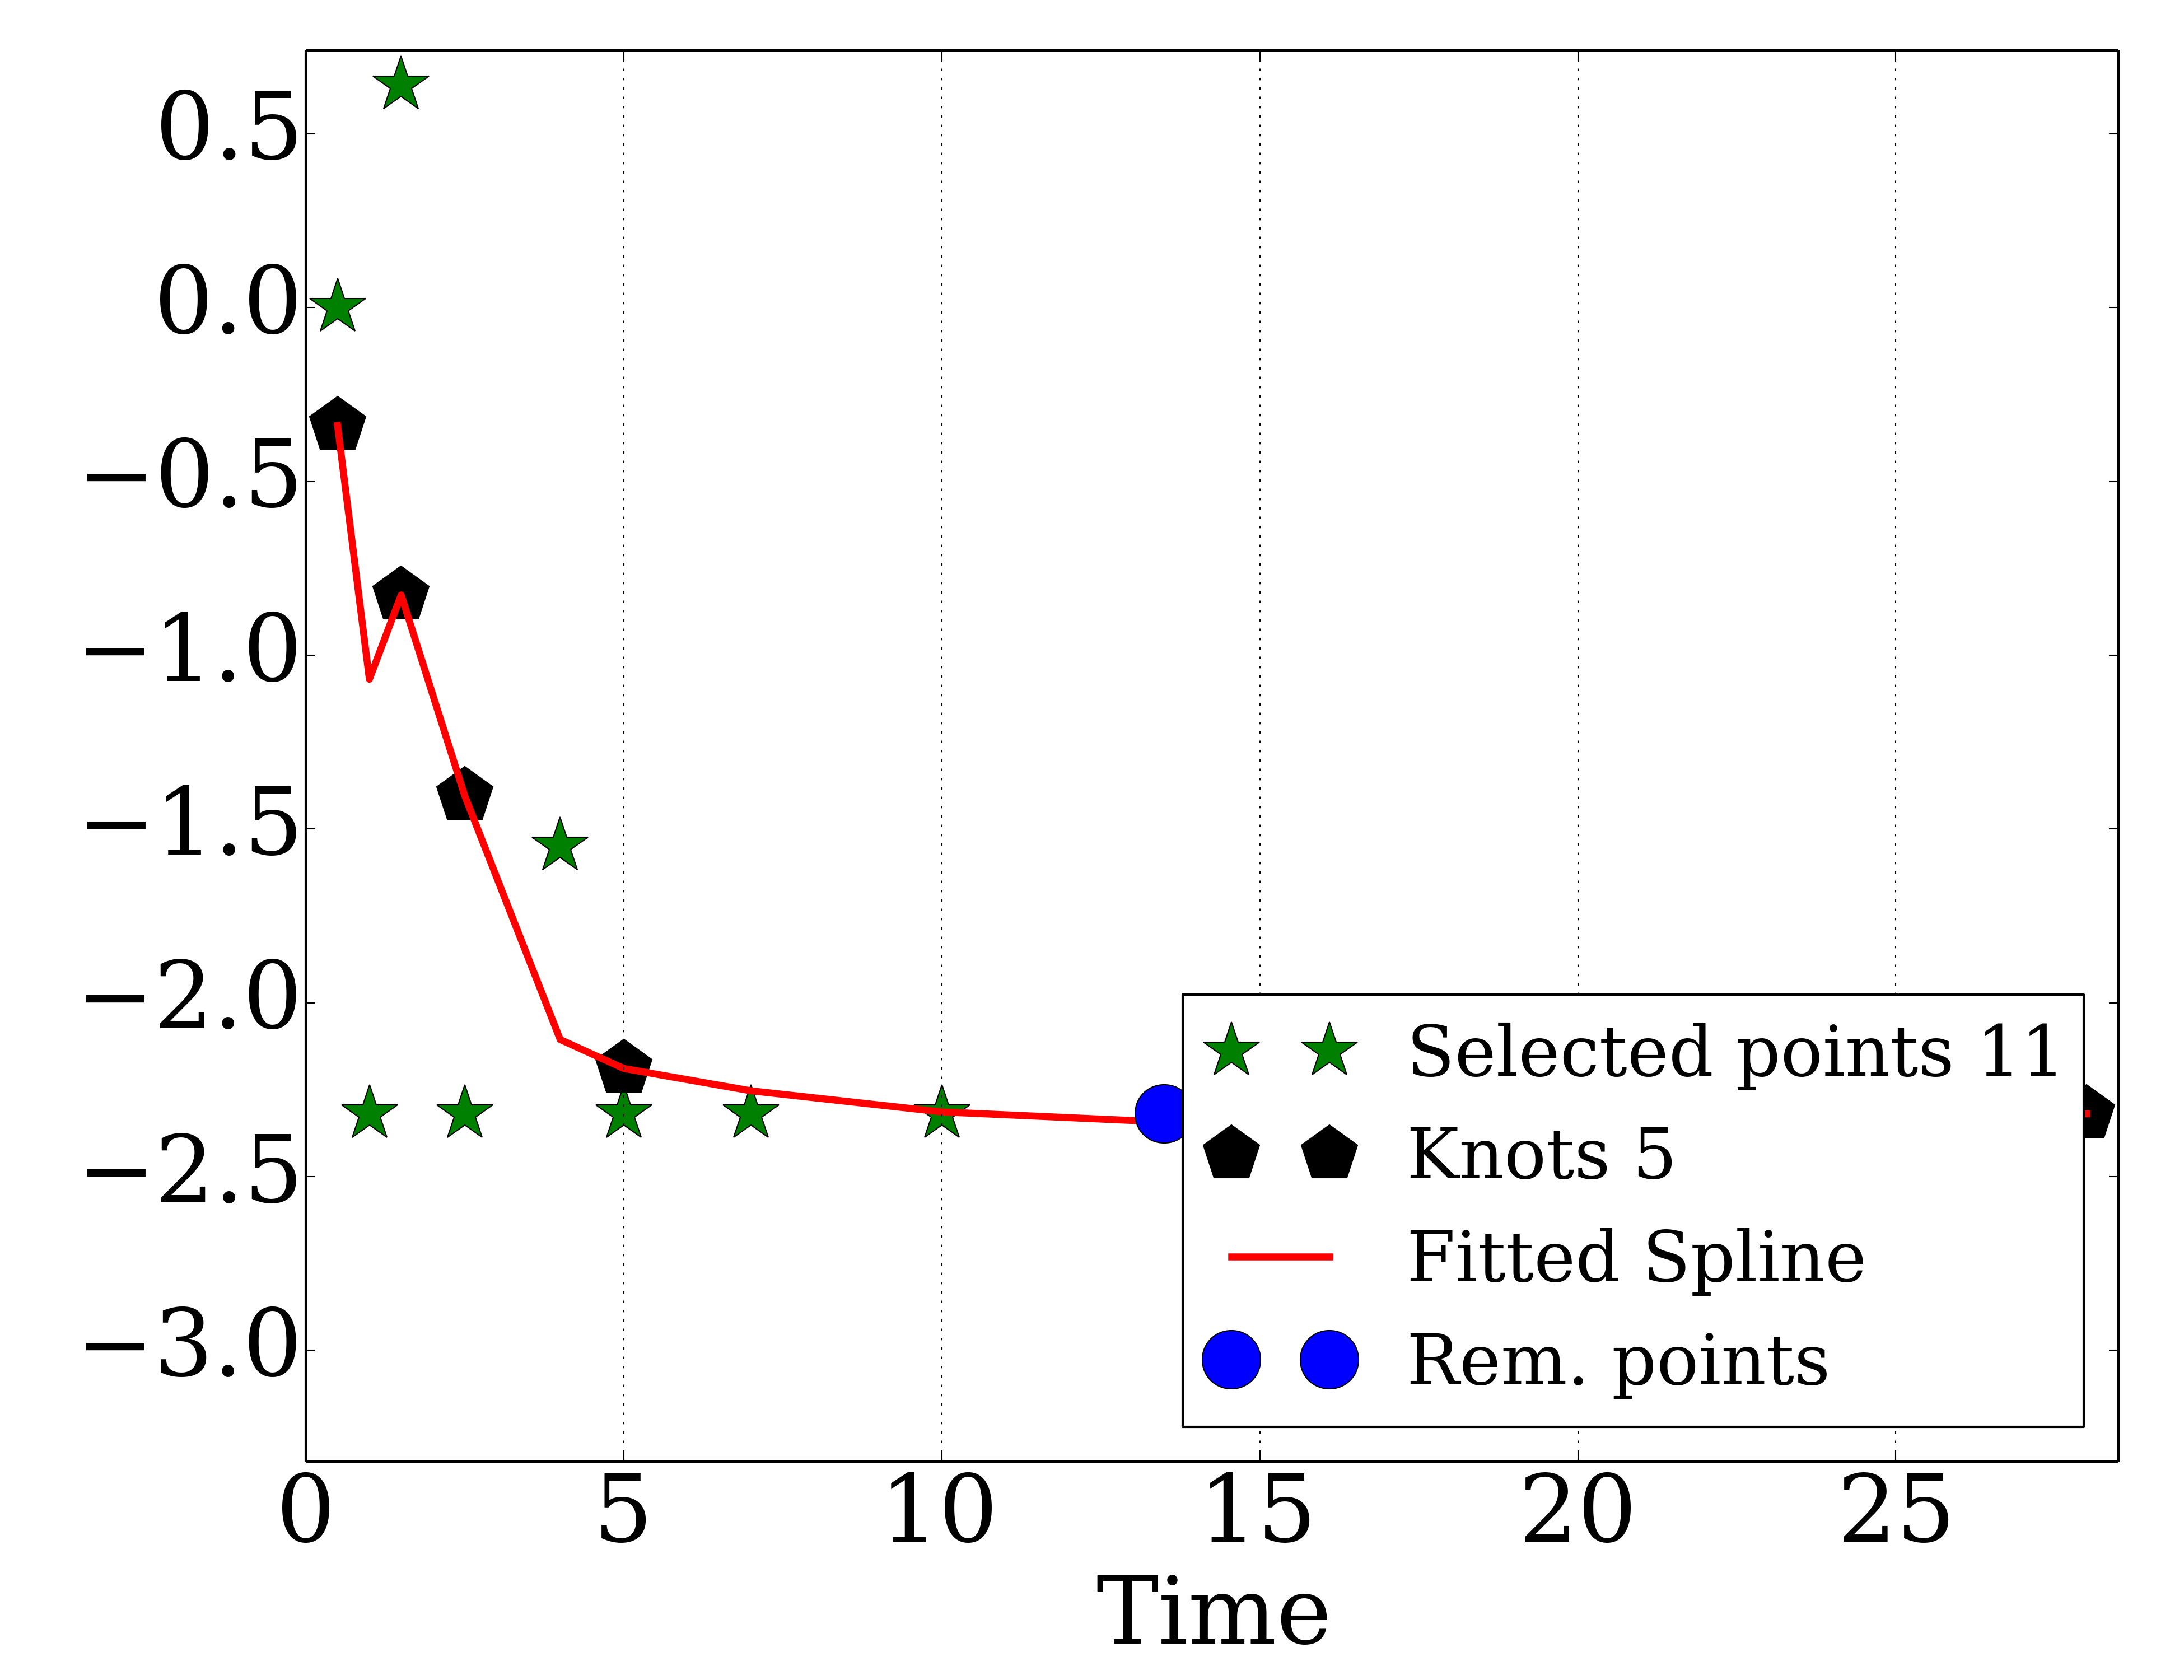 0.5
0.0
−0.5
−1.0
−1.5
−2.0
−2.5
−3.0
Selected points 11
Knots 5
Fitted Spline
Rem. points
0 5 10 15 20 25
Time